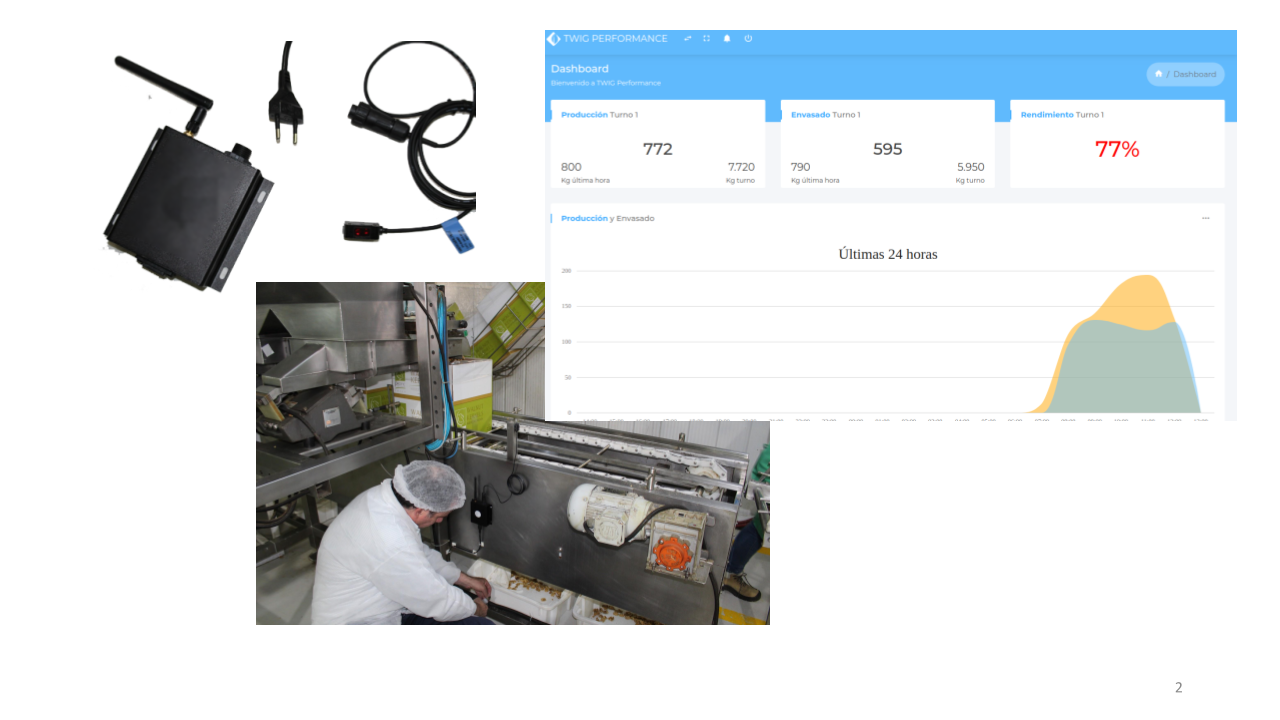 TWIG PERFORMANCE
Dashboard
Bienvenido a TWIG Performance
/ Dashboard
Producción Turno 1
772
800
7.720
Kg última hora
Kg turno
Envasado Turno 1
595
790
5.950
Kg última hora
Kg turno
Rendimiento Turno 1
77%
Producción y Envasado
Últimas 24 horas
200
150
100
50
0
2